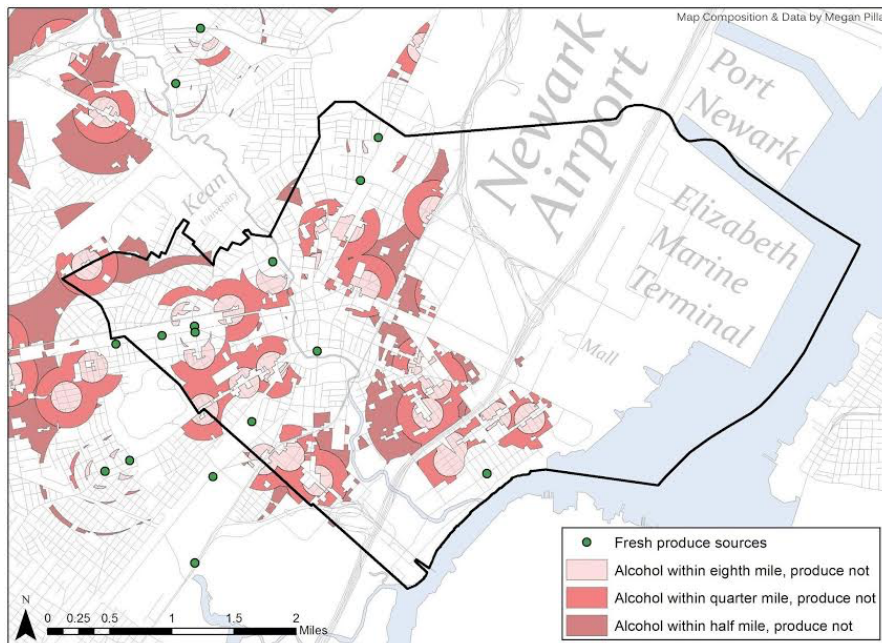 Map Composition & Data by Megan Pilla
Newark
Airport
Port
Newark
Kean
University
Elizabeth
Marine
Terminal
Mall
Fresh produce sources
Alcohol within eighth mile, produce not
Alcohol within quarter mile, produce not
Alcohol within half mile, produce not
N
0 0.25 0.5 1 1.5 2
Miles